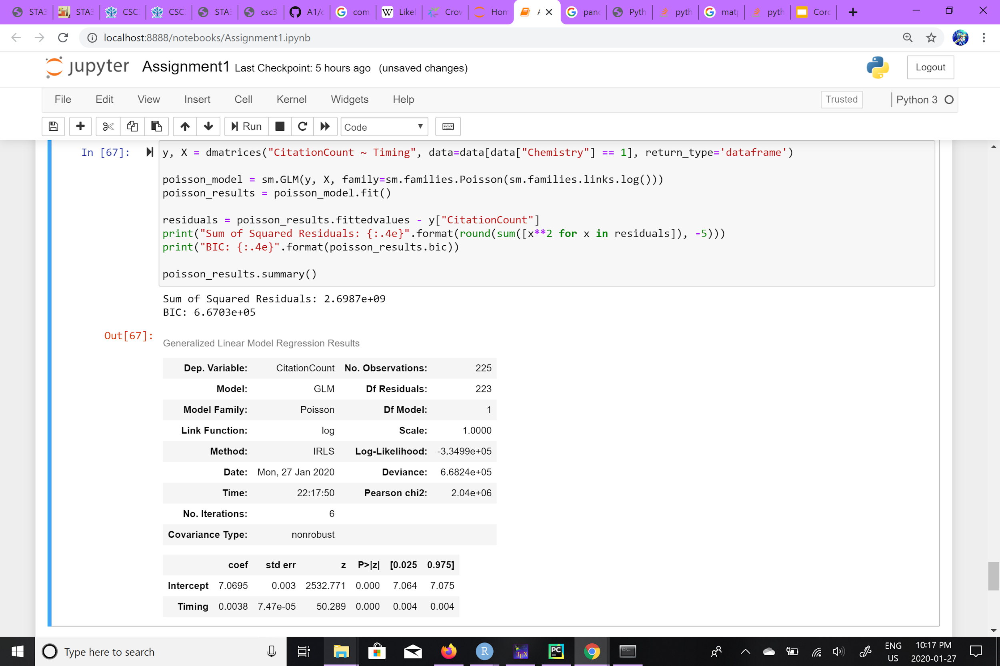 STA3 STA3 CSC CSC STA3 csc3 A1/c com Likel Crow Hom A pand Pyth pyth matp pyth Corc
localhost:8888/notebooks/Assignment1.ipynb
jupyter Assignment1 Last Checkpoint: 5 hours ago (unsaved changes)
Logout
File Edit View Insert Cell Kernel Widgets Help Trusted Python 3
Run Code
In [67]: y, X = dmatrices("CitationCount ~ Timing", data=data[data["Chemistry"] == 1], return_type='dataframe')
poisson_model = sm.GLM(y, X, family=sm.families.Poisson(sm.families.links.log()))
poisson_results = poisson_model.fit()
residuals = poisson_results.fittedvalues - y["CitationCount"]
print("Sum of Squared Residuals: {:.4e}".format(round(sum([x**2 for x in residuals]), -5)))
print("BIC: {:.4e}".format(poisson_results.bic))
poisson_results.summary()
Sum of Squared Residuals: 2.6987e+09
BIC: 6.6703e+05
Out[67]:
Generalized Linear Model Regression Results
Dep. Variable: CitationCount No. Observations: 225
Model: GLM Df Residuals: 223
Model Family: Poisson Df Model: 1
Link Function: log Scale: 1.0000
Method: IRLS Log-Likelihood: -3.3499e+05
Date: Mon, 27 Jan 2020 Deviance: 6.6824e+05
Time: 22:17:50 Pearson chi2: 2.04e+06
No. Iterations: 6
Covariance Type: nonrobust
coef std err z P>|z| [0.025 0.975]
Intercept 7.0695 0.003 2532.771 0.000 7.064 7.075
Timing 0.0038 7.47e-05 50.289 0.000 0.004 0.004
Type here to search
ENG
US
10:17 PM
2020-01-27